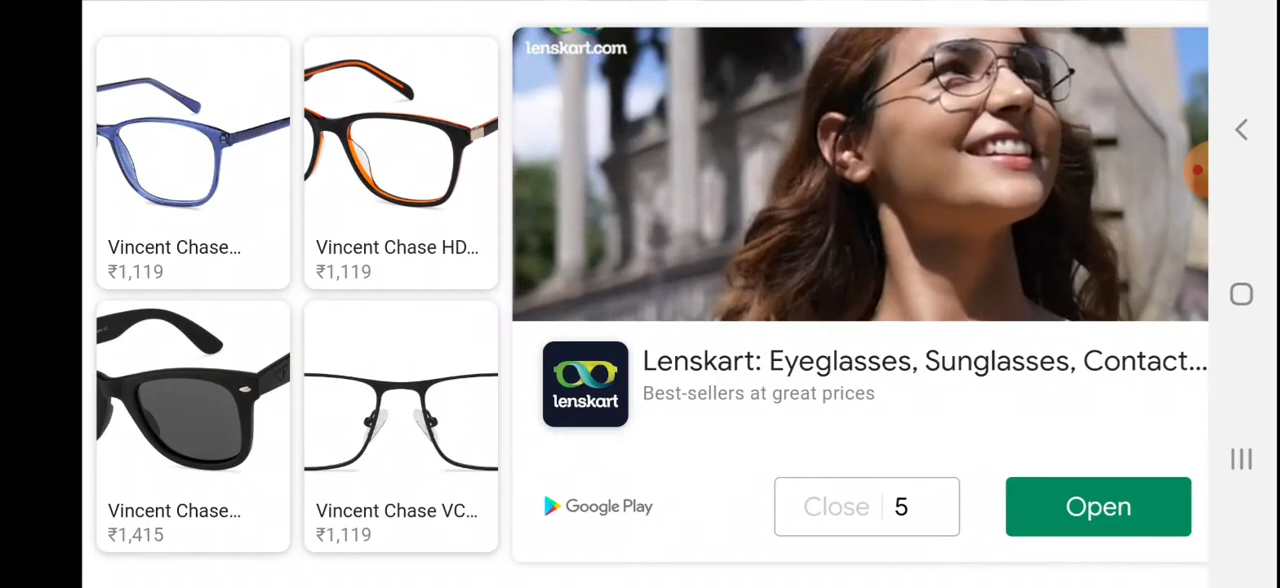 Vincent Chase...
₹1,119
Vincent Chase HD...
₹1,119
Vincent Chase...
₹1,415
Vincent Chase VC...
₹1,119
lenskart.com
lenskart
Lenskart: Eyeglasses, Sunglasses, Contact...
Best-sellers at great prices
Google Play
Close 5
Open